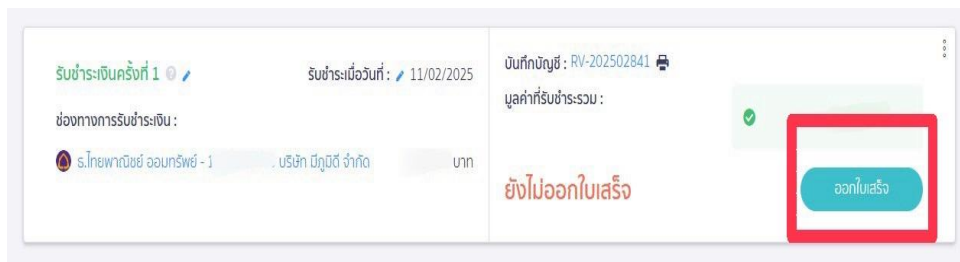 รับชำระเงินครั้งที่ 1
รับชำระเมื่อวันที่ : 11/02/2025
ช่องทางการรับชำระเงิน :
ธ.ไทยพาณิชย์ ออมทรัพย์ - 1 . บริษัท มีภูมิดี จำกัด บาท
บันทึกบัญชี : RV-202502841
มูลค่าที่รับชำระรวม :
ยังไม่ออกใบเสร็จ
ออกใบเสร็จ